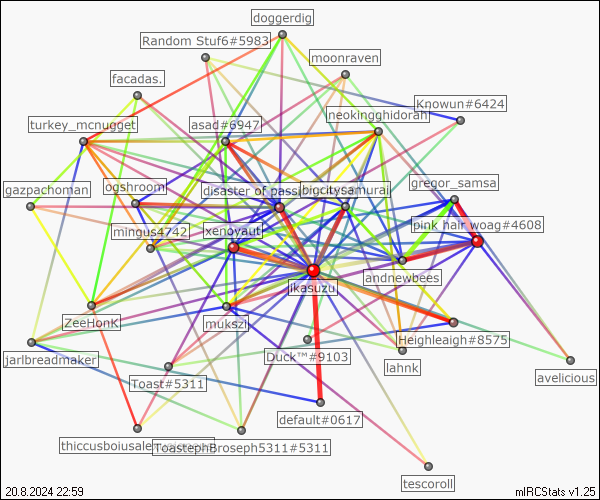 doggerdig
Random Stuf6#5983
moonraven
facadas.
Knowun#6424
neokingghidorah
turkey_mcnugget
asad#6947
gregor_samsa
gazpachoman
ogshroom
disaster of passi
bigcitysamurai
pink hair woag#4608
mingus4742
xenoyaut
andnewbees
jkasuzu
ZeeHonK
mukszi
Heighleaigh#8575
jarlbreadmaker
Duck™#9103
lahnk
Toast#5311
avelicious
default#0617
thiccusboiusale
ToastephBroseph5311#5311
tescoroll
20.8.2024 22:59
mIRCStats v1.25